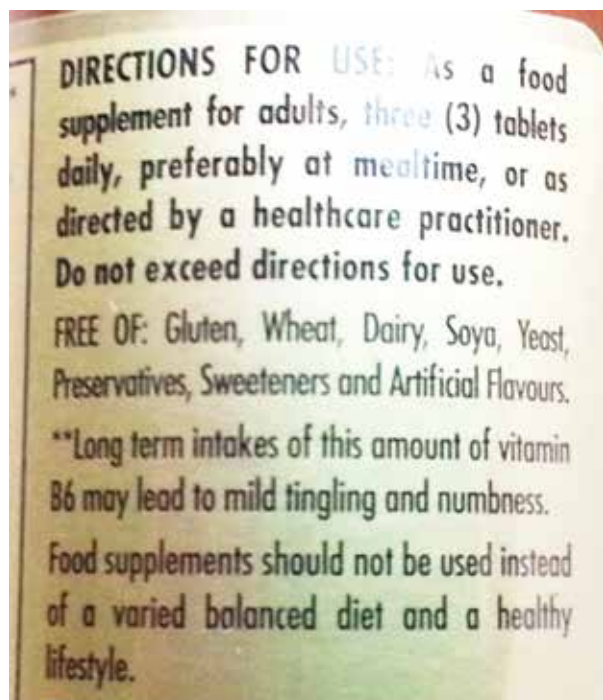 DIRECTIONS FOR USE: As a food
supplement for adults, three (3) tablets
daily, preferably at mealtime, or as
directed by a healthcare practitioner.
Do not exceed directions for use.
FREE OF: Gluten, Wheat, Dairy, Soya, Yeast,
Preservatives, Sweeteners and Artificial Flavours.
**Long term intakes of this amount of vitamin
B6 may lead to mild tingling and numbness.
Food supplements should not be used instead
of a varied balanced diet and a healthy
lifestyle.